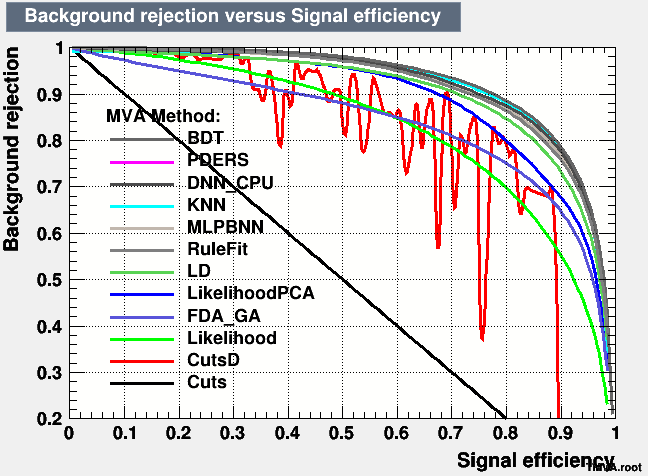 Background rejection versus Signal efficiency
Background rejection
1
0.9
0.8
0.7
0.6
0.5
0.4
0.3
0.2
MVA Method:
BDT
PDERS
DNN_CPU
KNN
MLPBNN
RuleFit
LD
LikelihoodPCA
FDA_GA
Likelihood
CutsD
Cuts
0 0.1 0.2 0.3 0.4 0.5 0.6 0.7 0.8 0.9 1
Signal efficiency
TMVA.root